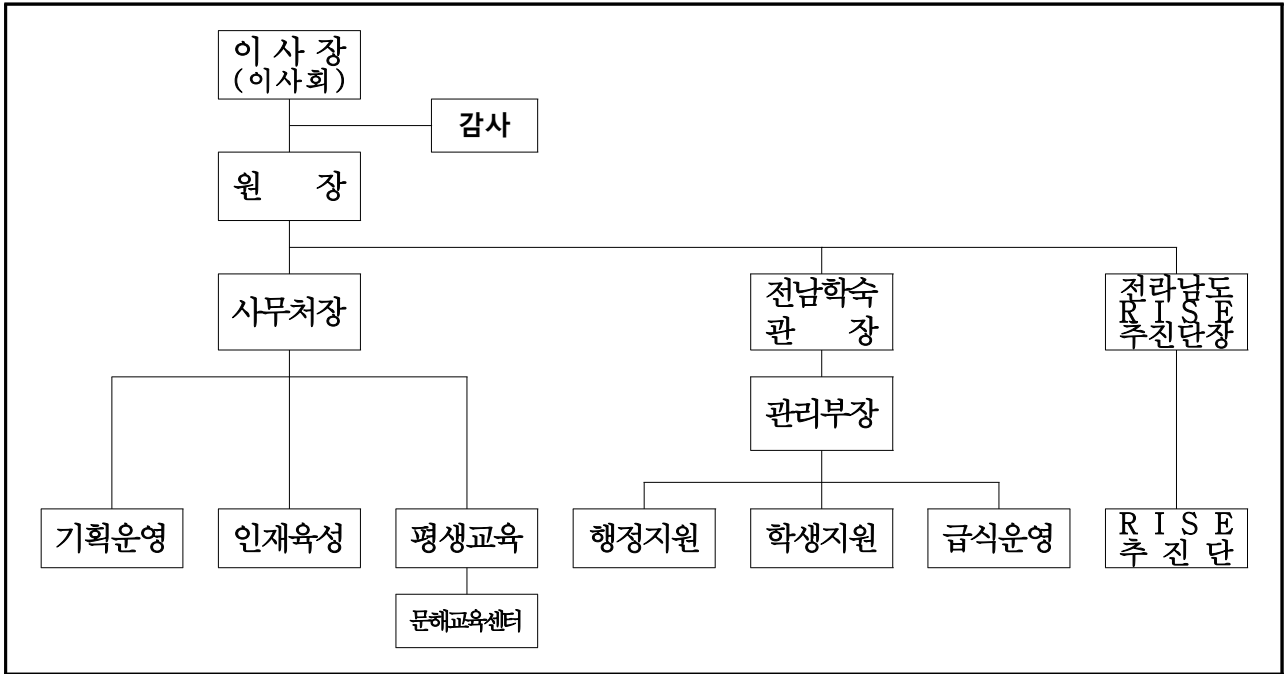 이 사 장
(이사회)
감사
원 장
사무처장
전남학숙
관 장
전라남도
R I S E
추진단장
관리부장
기획운영
인재육성
평생교육
행정지원
학생지원
급식운영
R I S E
추 진 단
문해교육센터